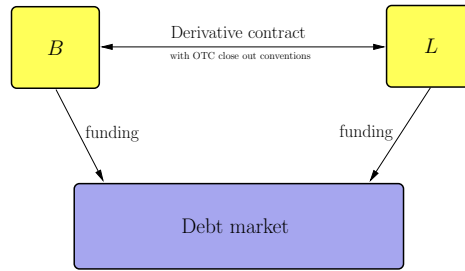 Derivative contract
B
L
with OTC close out conventions
funding
funding
Debt market